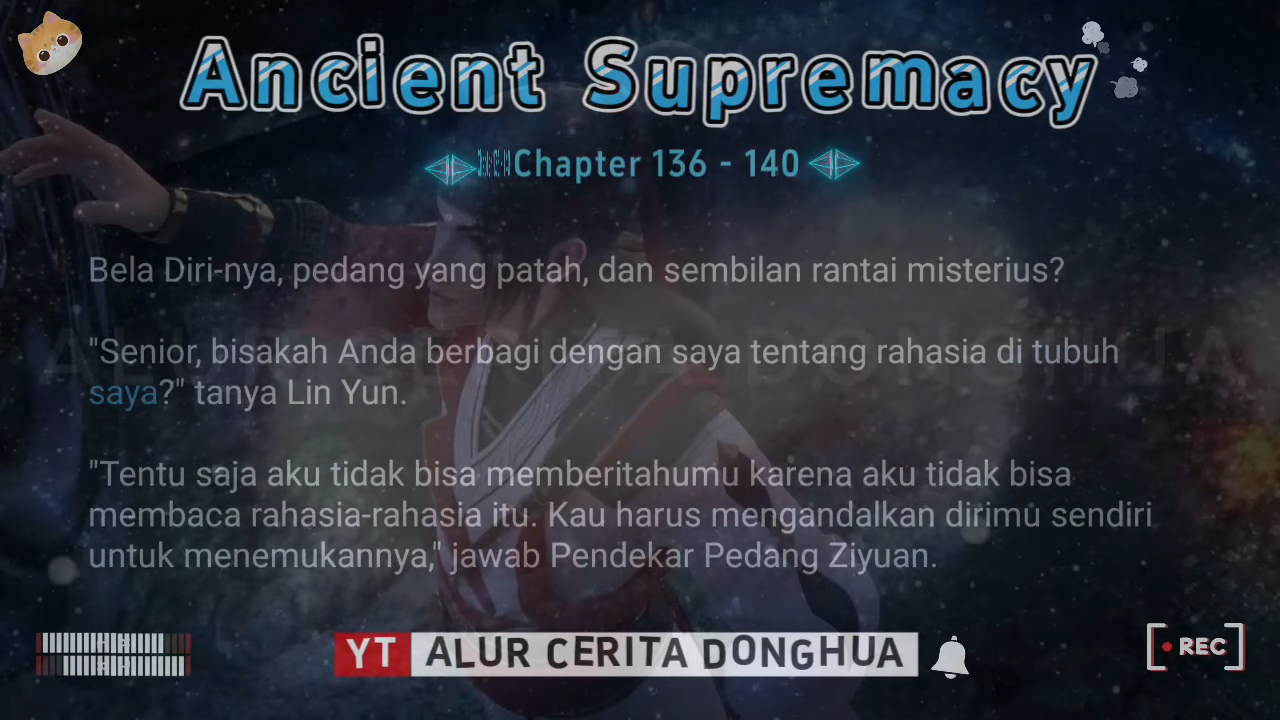 Ancient Supremacy
Chapter 136 - 140
Bela Diri-nya, pedang yang patah, dan sembilan rantai misterius?
"Senior, bisakah Anda berbagi dengan saya tentang rahasia di tubuh
saya?" tanya Lin Yun.
"Tentu saja aku tidak bisa memberitahumu karena aku tidak bisa
membaca rahasia-rahasia itu. Kau harus mengandalkan dirimu sendiri
untuk menemukannya," jawab Pendekar Pedang Ziyuan.
ALUR CERITA DONGHUA
YT ALUR CERITA DONGHUA
REC